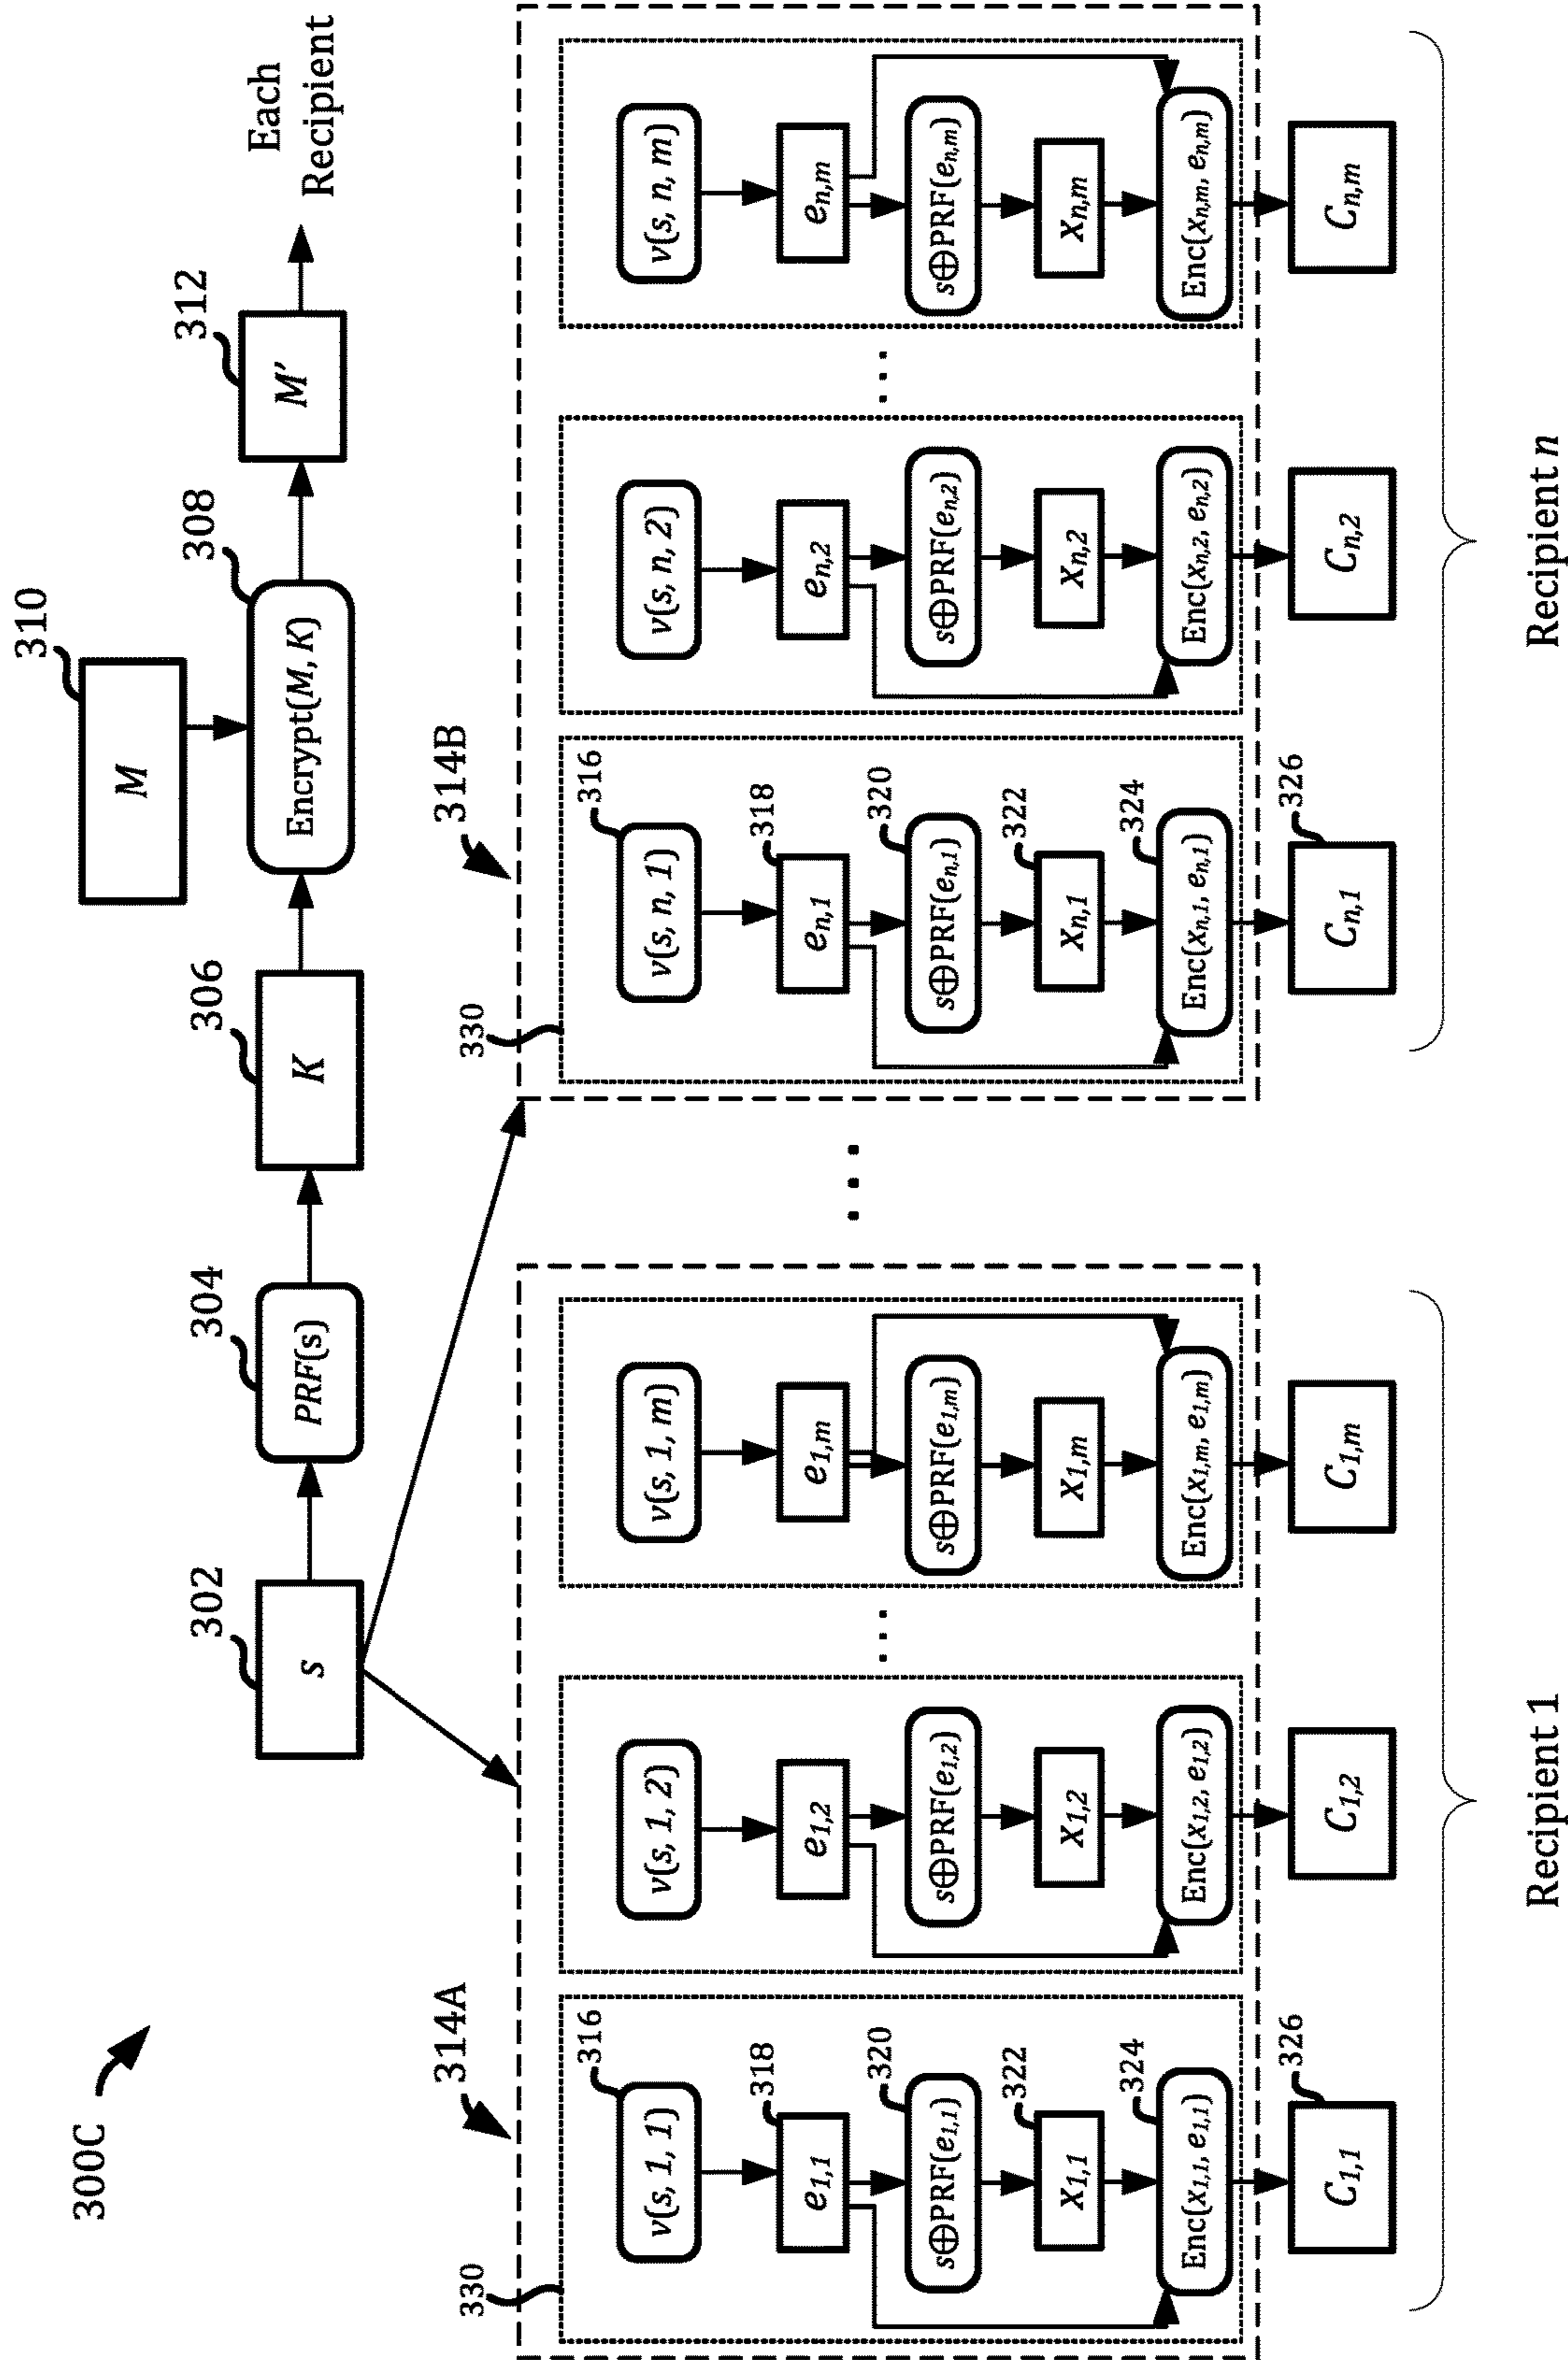 300C
302
304
306
310
308
312
s
PRF(s)
K
M
Encrypt(M, K)
M'
Each
Recipient
314A
314B
330
316
v(s, 1, 1)
v(s, 1, 2)
v(s, 1, m)
318
e1,1
e1,2
e1,m
320
s⊕PRF(e1,1)
s⊕PRF(e1,2)
s⊕PRF(e1,m)
...
322
x1,1
x1,2
x1,m
324
Enc(x1,1, e1,1)
Enc(x1,2, e1,2)
Enc(x1,m, e1,m)
326
C1,1
C1,2
C1,m
Recipient 1
...
330
316
v(s, n, 1)
v(s, n, 2)
v(s, n, m)
318
en,1
en,2
en,m
320
s⊕PRF(en,1)
s⊕PRF(en,2)
s⊕PRF(en,m)
...
322
xn,1
xn,2
xn,m
324
Enc(xn,1, en,1)
Enc(xn,2, en,2)
Enc(xn,m, en,m)
326
Cn,1
Cn,2
Cn,m
Recipient n